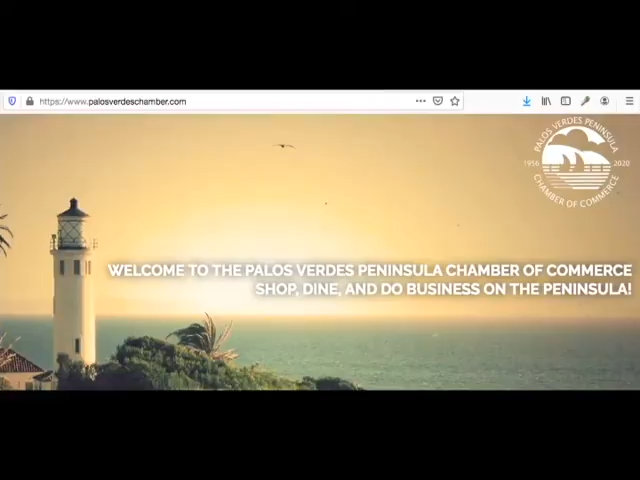 https://www.palosverdeschamber.com
PALOS VERDES PENINSULA
1956 2020
CHAMBER OF COMMERCE
WELCOME TO THE PALOS VERDES PENINSULA CHAMBER OF COMMERCE
SHOP, DINE, AND DO BUSINESS ON THE PENINSULA!